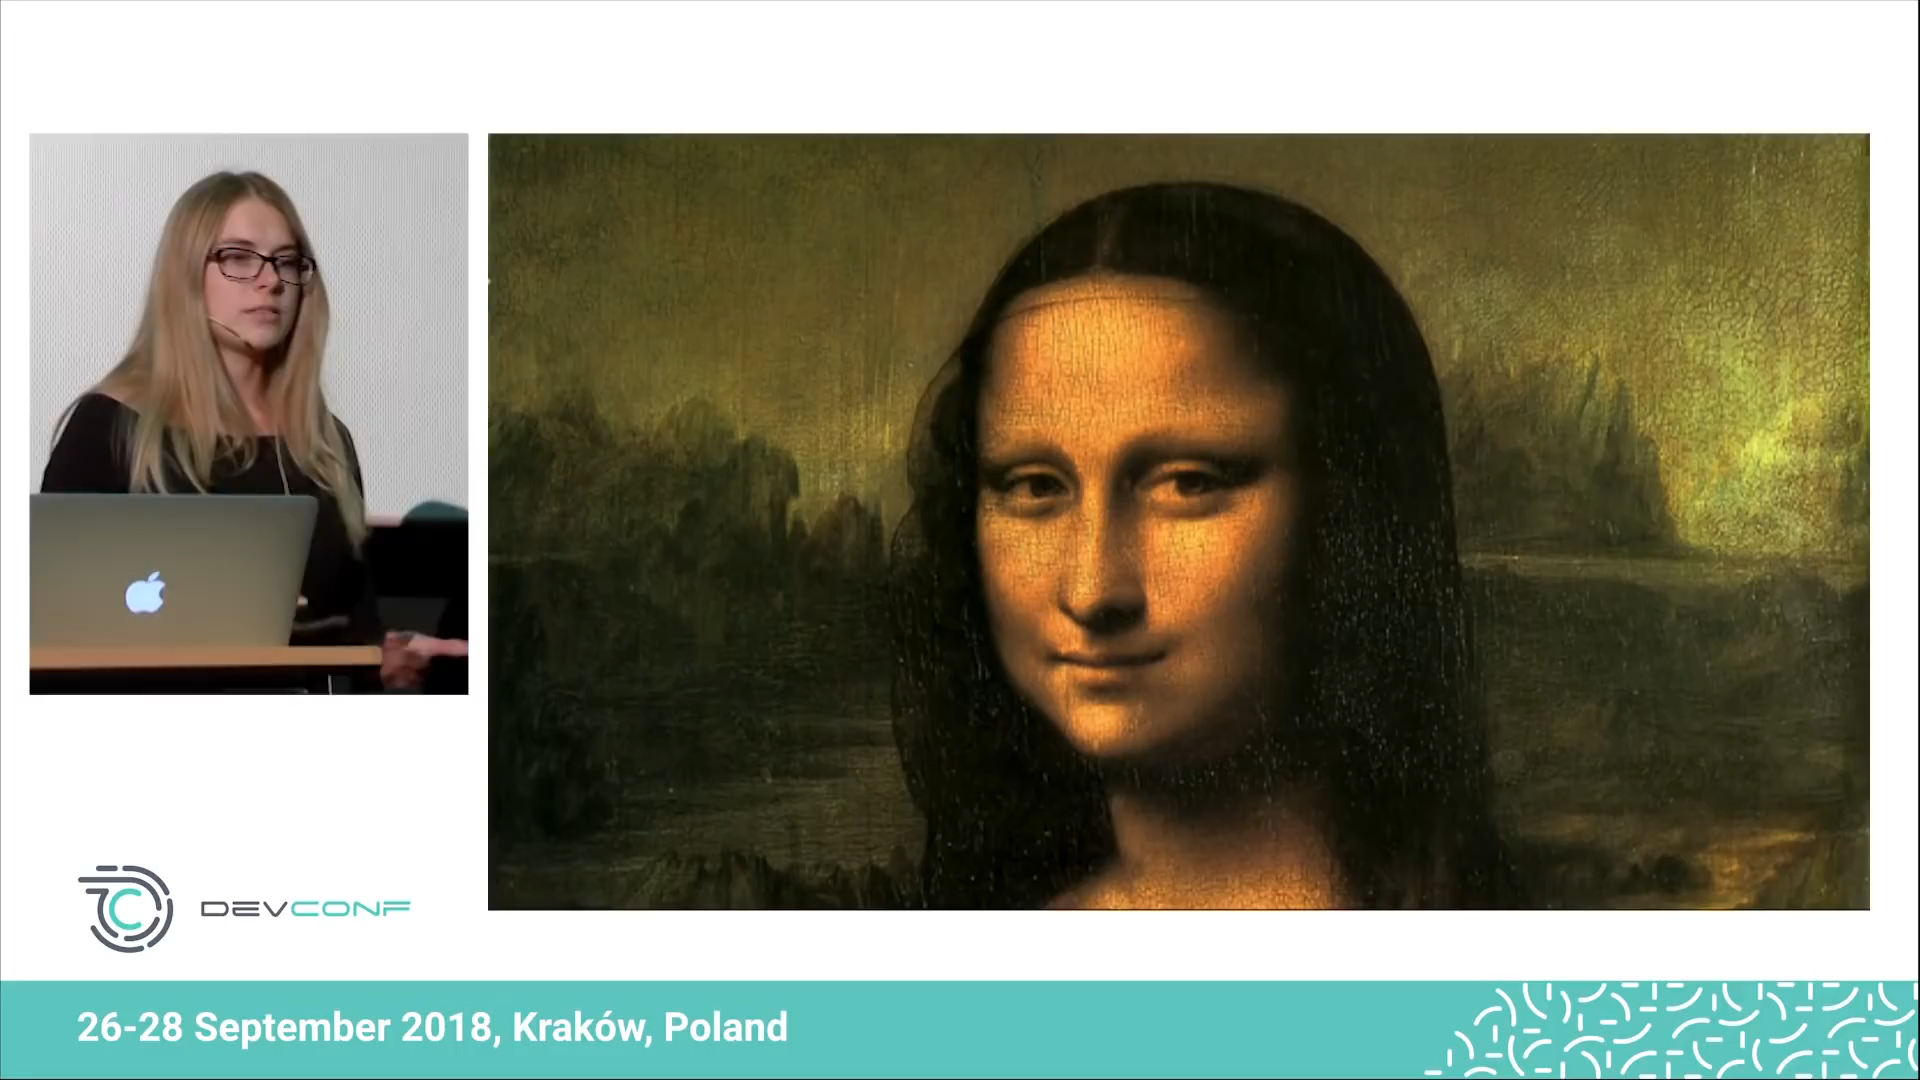 DEVCONF
26-28 September 2018, Kraków, Poland